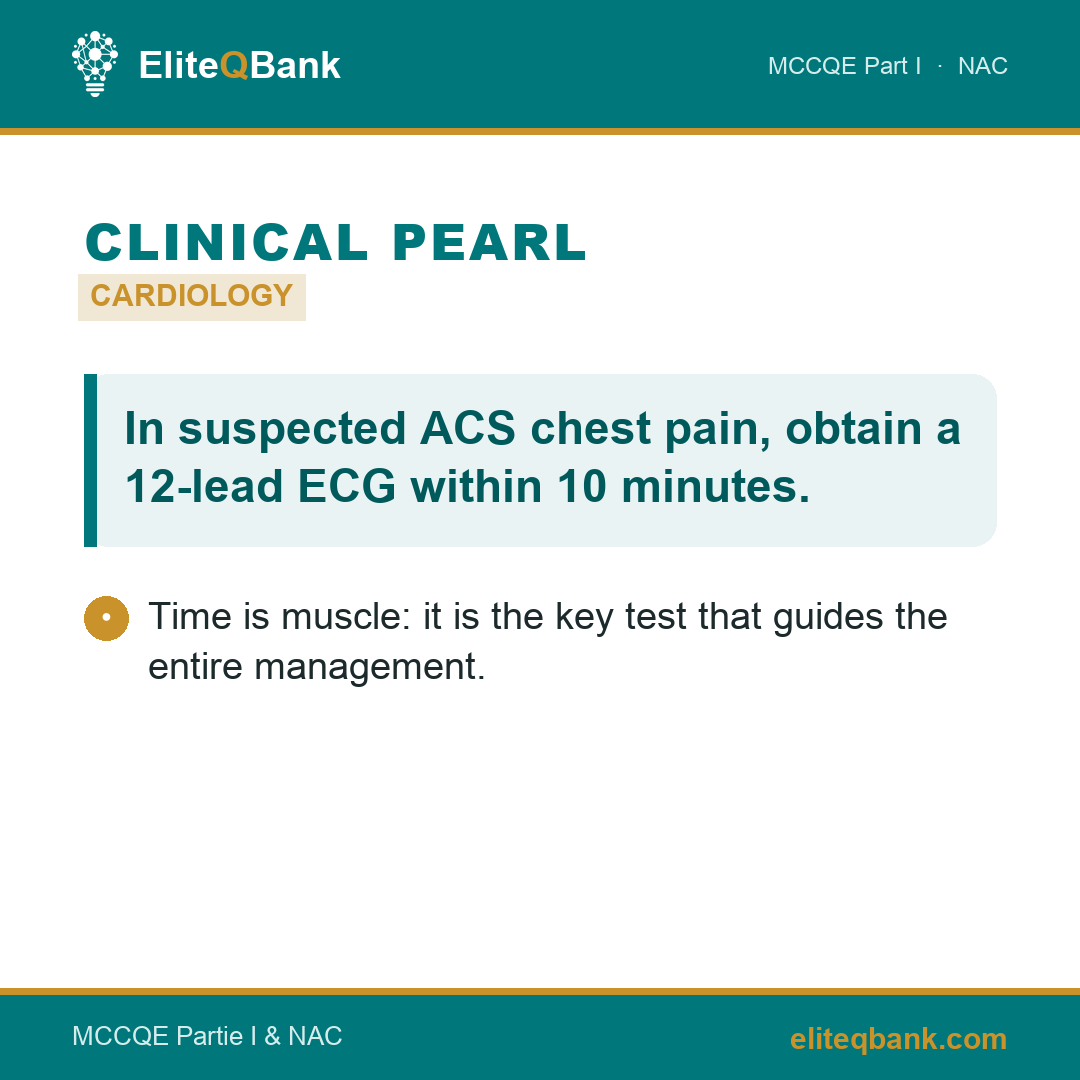 EliteQBank
MCCQE Part I · NAC
CLINICAL PEARL
CARDIOLOGY
In suspected ACS chest pain, obtain a
12-lead ECG within 10 minutes.
Time is muscle: it is the key test that guides the
entire management.
MCCQE Partie I & NAC
eliteqbank.com